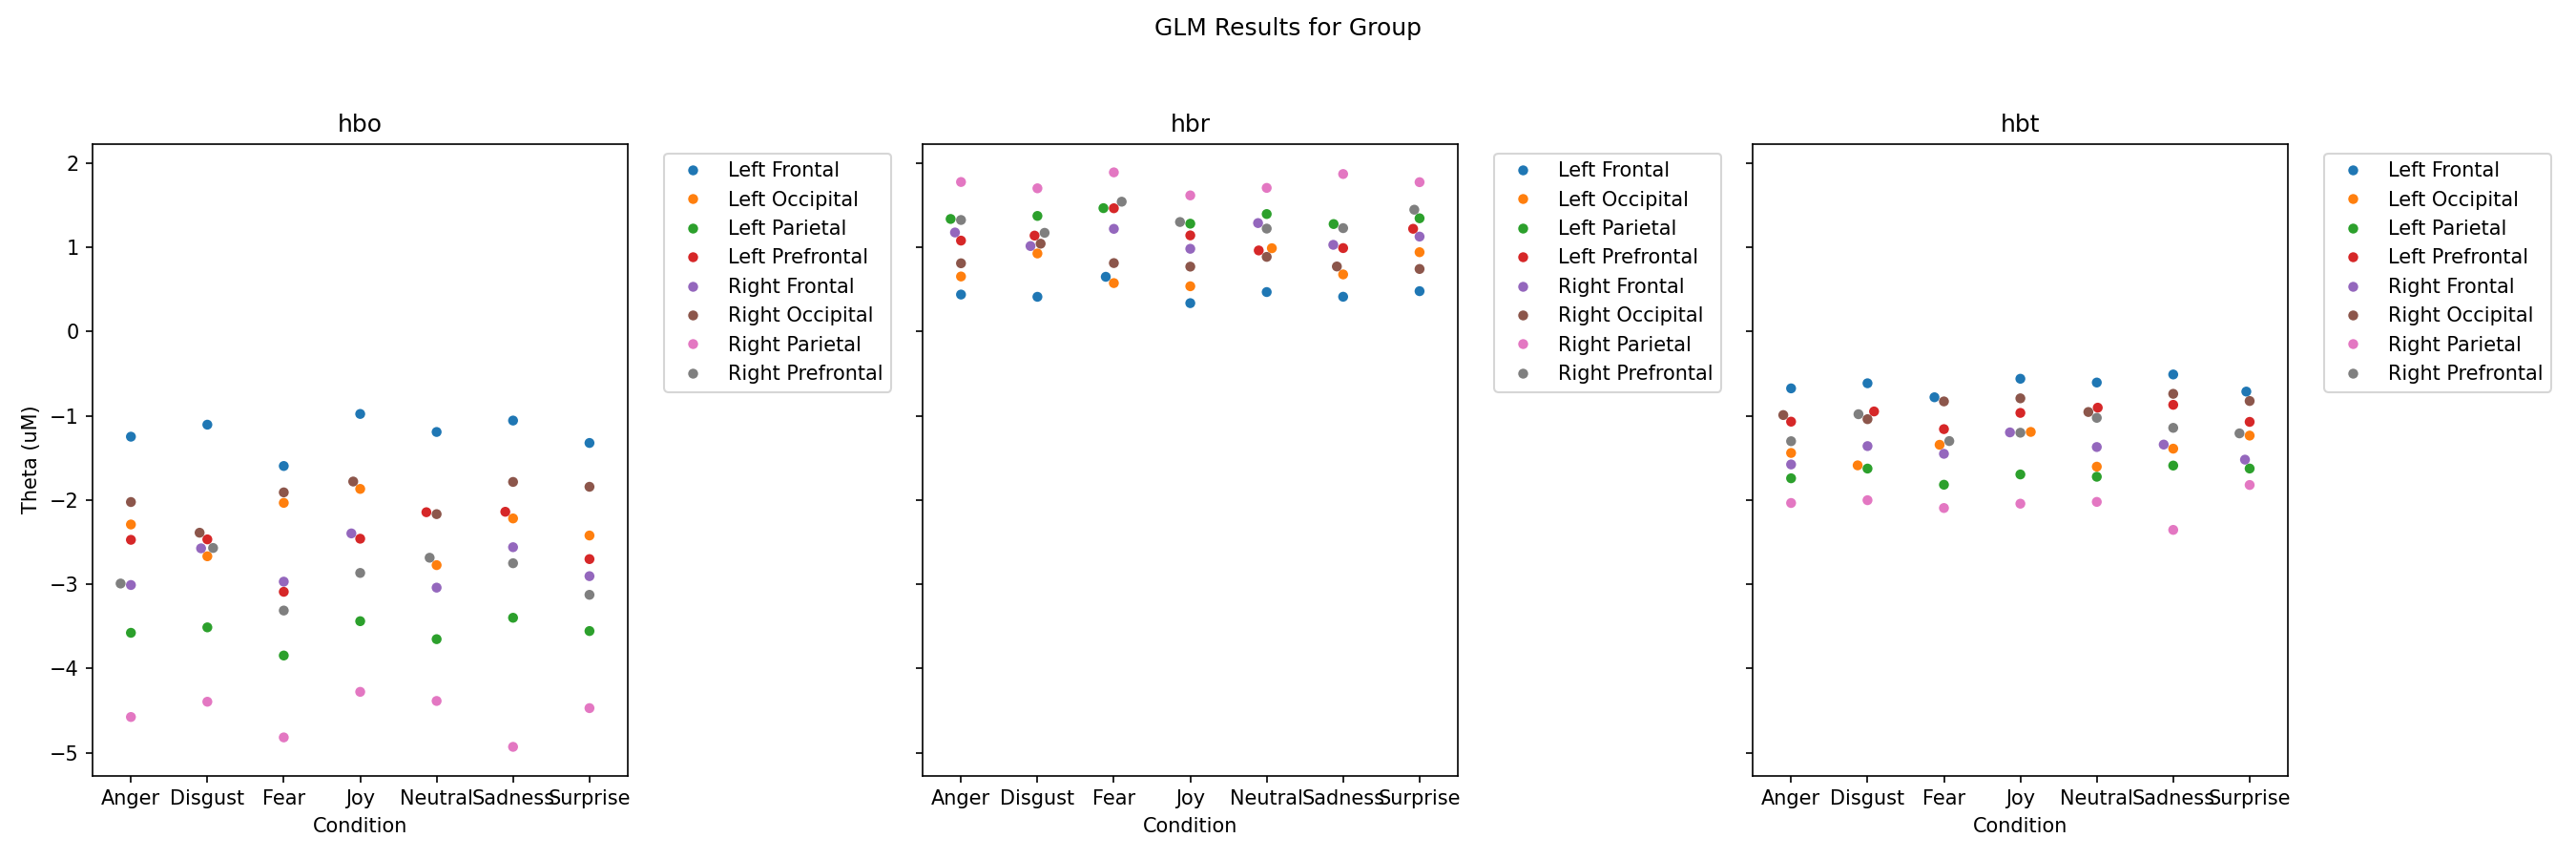 GLM Results for Group
hbo
Theta (uM)
2
1
0
−1
−2
−3
−4
−5
Anger Disgust Fear Joy Neutral Sadness Surprise
Condition
Left Frontal
Left Occipital
Left Parietal
Left Prefrontal
Right Frontal
Right Occipital
Right Parietal
Right Prefrontal
hbr
Anger Disgust Fear Joy Neutral Sadness Surprise
Condition
Left Frontal
Left Occipital
Left Parietal
Left Prefrontal
Right Frontal
Right Occipital
Right Parietal
Right Prefrontal
hbt
Anger Disgust Fear Joy Neutral Sadness Surprise
Condition
Left Frontal
Left Occipital
Left Parietal
Left Prefrontal
Right Frontal
Right Occipital
Right Parietal
Right Prefrontal